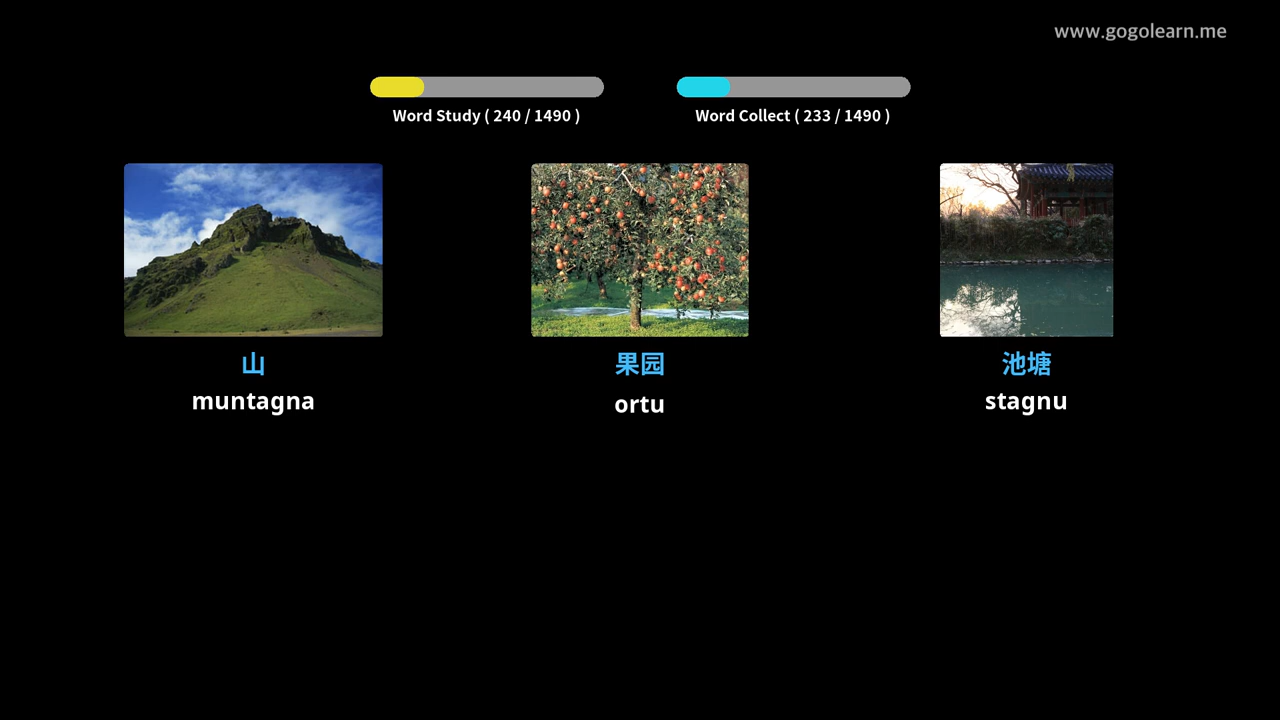 www.gogolearn.me
Word Study ( 240 / 1490 )
Word Collect ( 233 / 1490 )
山
果园
池塘
muntagna
ortu
stagnu